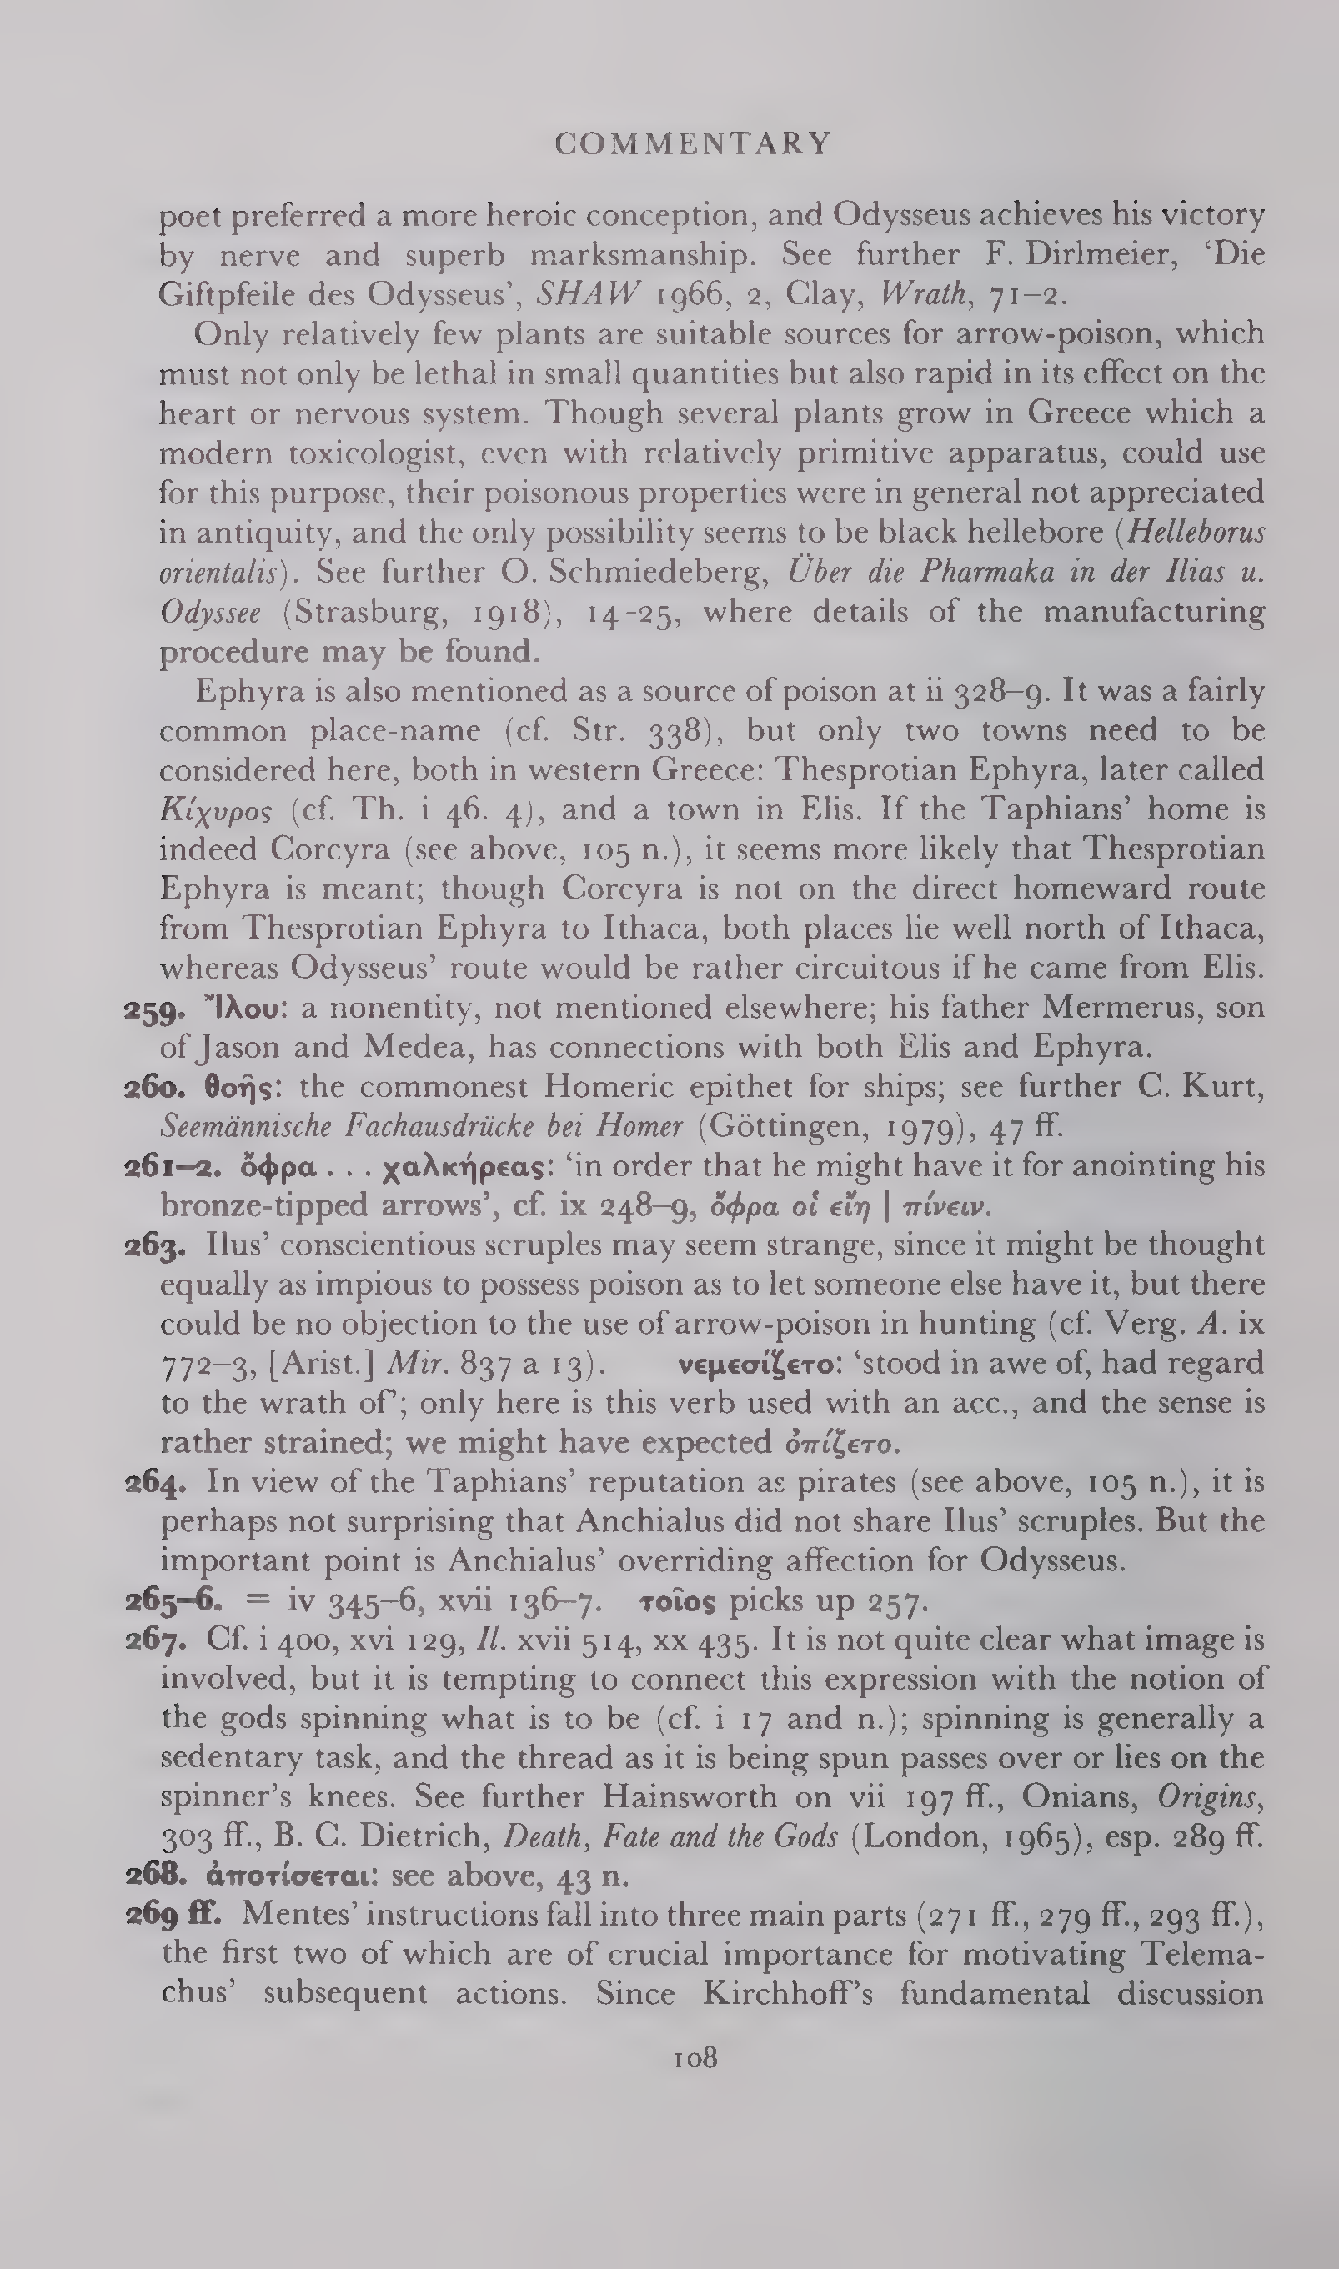 COMMENTARY
poet preferred a more heroic conception, and Odysseus achieves his victory
by nerve and superb marksmanship. See further F. Dirlmeier, ‘Die
Giftpfeile des Odysseus’, SHAW 1966, 2, Clay, Wrath, 71–2.
Only relatively few plants are suitable sources for arrow-poison, which
must not only be lethal in small quantities but also rapid in its effect on the
heart or nervous system. Though several plants grow in Greece which a
modern toxicologist, even with relatively primitive apparatus, could use
for this purpose, their poisonous properties were in general not appreciated
in antiquity, and the only possibility seems to be black hellebore (Helleborus
orientalis). See further O. Schmiedeberg, Über die Pharmaka in der Ilias u.
Odyssee (Strasburg, 1918), 14-25, where details of the manufacturing
procedure may be found.
Ephyra is also mentioned as a source of poison at ii 328–9. It was a fairly
common place-name (cf. Str. 338), but only two towns need to be
considered here, both in western Greece: Thesprotian Ephyra, later called
Κίχυρος (cf. Th. i 46. 4), and a town in Elis. If the Taphians’ home is
indeed Corcyra (see above, 105 n.), it seems more likely that Thesprotian
Ephyra is meant; though Corcyra is not on the direct homeward route
from Thesprotian Ephyra to Ithaca, both places lie well north of Ithaca,
whereas Odysseus’ route would be rather circuitous if he came from Elis.
259. Ἴλου: a nonentity, not mentioned elsewhere; his father Mermerus, son
of Jason and Medea, has connections with both Elis and Ephyra.
260. θοῆς: the commonest Homeric epithet for ships; see further C. Kurt,
Seemännische Fachausdrücke bei Homer (Göttingen, 1979), 47 ff.
261–2. ὄφρα . . . χαλκήρεας: ‘in order that he might have it for anointing his
bronze-tipped arrows’, cf. ix 248–9, ὄφρα οἱ εἴη | πίνειν.
263. Ilus’ conscientious scruples may seem strange, since it might be thought
equally as impious to possess poison as to let someone else have it, but there
could be no objection to the use of arrow-poison in hunting (cf. Verg. A. ix
772–3, [Arist.] Mir. 837 a 13). νεμεσίζετο: ‘stood in awe of, had regard
to the wrath of’; only here is this verb used with an acc., and the sense is
rather strained; we might have expected ὀπίζετο.
264. In view of the Taphians’ reputation as pirates (see above, 105 n.), it is
perhaps not surprising that Anchialus did not share Ilus’ scruples. But the
important point is Anchialus’ overriding affection for Odysseus.
265–6. = iv 345–6, xvii 136–7. τοῖος picks up 257.
267. Cf. i 400, xvi 129, Il. xvii 514, xx 435. It is not quite clear what image is
involved, but it is tempting to connect this expression with the notion of
the gods spinning what is to be (cf. i 17 and n.); spinning is generally a
sedentary task, and the thread as it is being spun passes over or lies on the
spinner’s knees. See further Hainsworth on vii 197 ff., Onians, Origins,
303 ff., B. C. Dietrich, Death, Fate and the Gods (London, 1965), esp. 289 ff.
268. ἀποτίσεται: see above, 43 n.
269 ff. Mentes’ instructions fall into three main parts (271 ff., 279 ff., 293 ff.),
the first two of which are of crucial importance for motivating Telema-
chus’ subsequent actions. Since Kirchhoff’s fundamental discussion
108